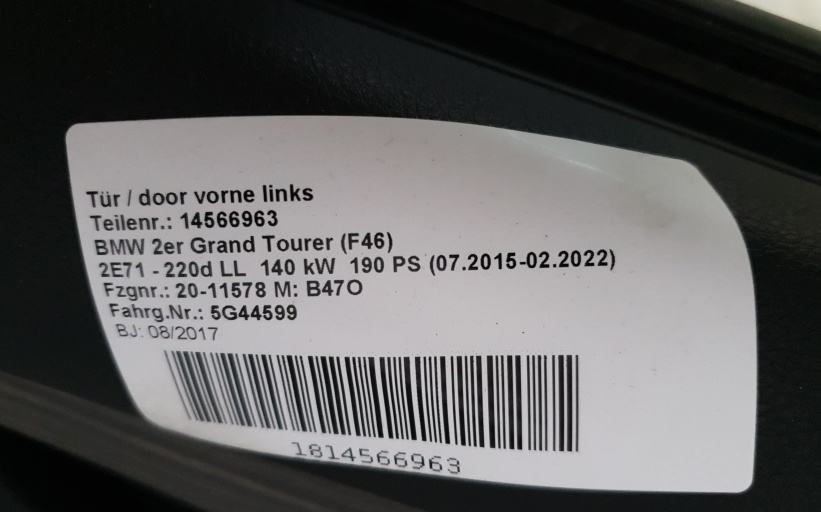 Tür / door vorne links
Teilenr.: 14566963
BMW 2er Grand Tourer (F46)
2E71 - 220d LL 140 kW 190 PS (07.2015-02.2022)
Fzgnr.: 20-11578 M: B47O
Fahrg.Nr.: 5G44599
BJ: 08/2017
1814566963